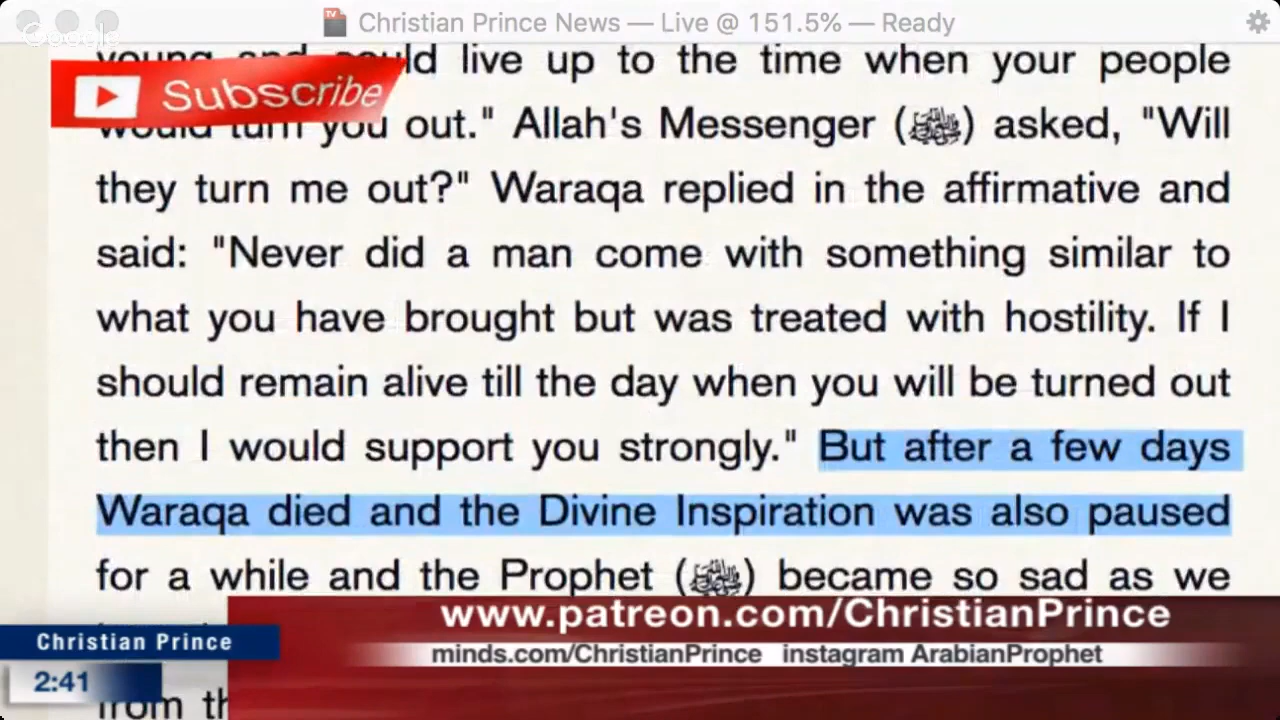 Christian Prince News — Live @ 151.5% — Ready
Google
young and could live up to the time when your people
Subscribe
would turn you out." Allah's Messenger (ﷺ) asked, "Will
they turn me out?" Waraqa replied in the affirmative and
said: "Never did a man come with something similar to
what you have brought but was treated with hostility. If I
should remain alive till the day when you will be turned out
then I would support you strongly." But after a few days
Waraqa died and the Divine Inspiration was also paused
for a while and the Prophet (ﷺ) became so sad as we
www.patreon.com/ChristianPrince
Christian Prince
minds.com/ChristianPrince instagram ArabianProphet
2:41
from th